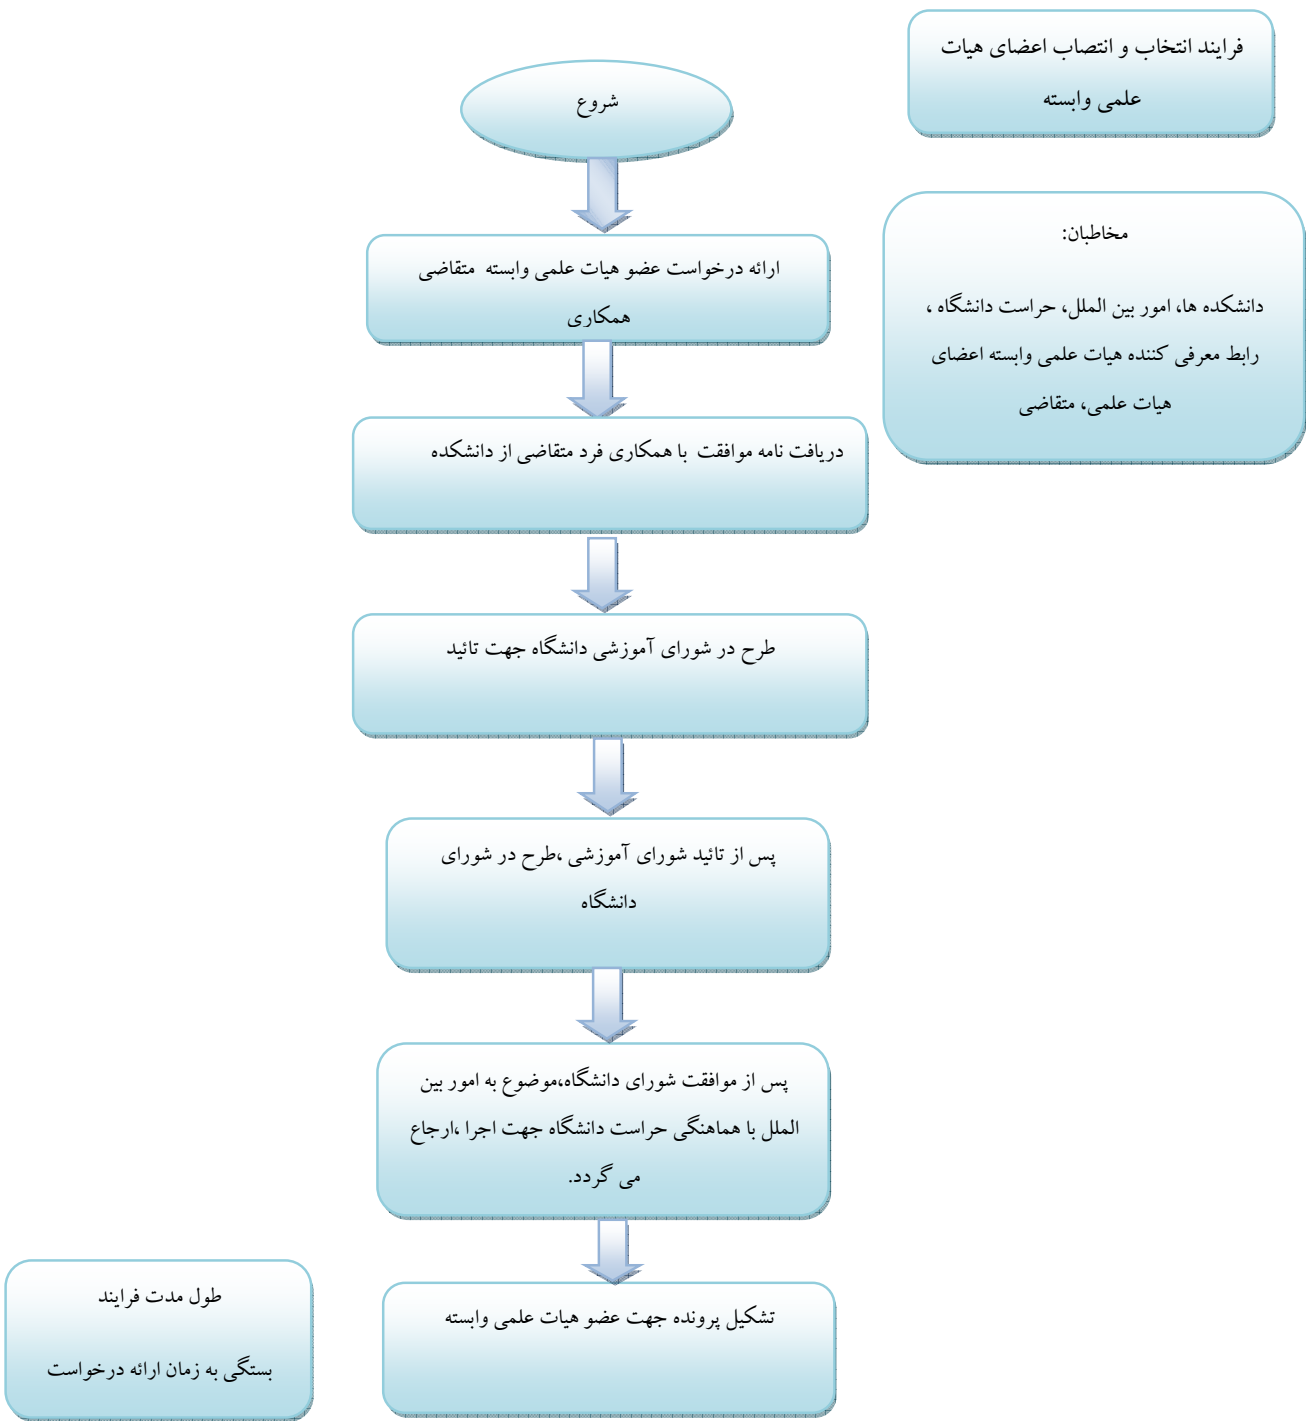 فرایند انتخاب و انتصاب اعضای هیات
علمی وابسته
شروع
مخاطبان:
دانشکده ها، امور بین الملل، حراست دانشگاه ،
رابط معرفی کننده هیات علمی وابسته اعضای
هیات علمی، متقاضی
ارائه درخواست عضو هیات علمی وابسته متقاضی
همکاری
دریافت نامه موافقت با همکاری فرد متقاضی از دانشکده
طرح در شورای آموزشی دانشگاه جهت تائید
پس از تائید شورای آموزشی ،طرح در شورای
دانشگاه
پس از موافقت شورای دانشگاه،موضوع به امور بین
الملل با هماهنگی حراست دانشگاه جهت اجرا ،ارجاع
می گردد.
تشکیل پرونده جهت عضو هیات علمی وابسته
طول مدت فرایند
بستگی به زمان ارائه درخواست